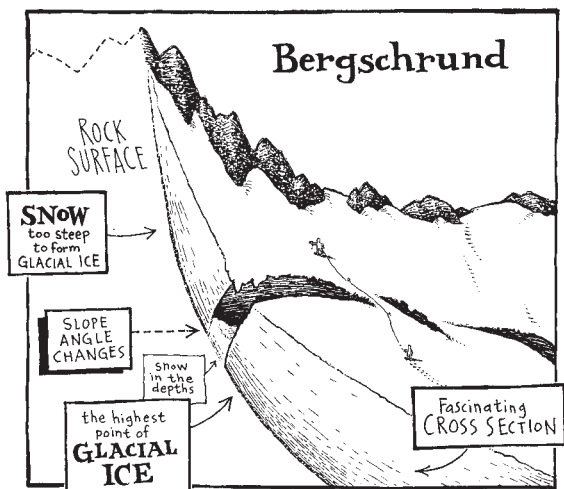 Bergschrund
ROCK
SURFACE
SNOW
too steep
to form
GLACIAL ICE
SLOPE
ANGLE
CHANGES
snow
in the
depths
the highest
point of
GLACIAL
ICE
Fascinating
CROSS SECTION